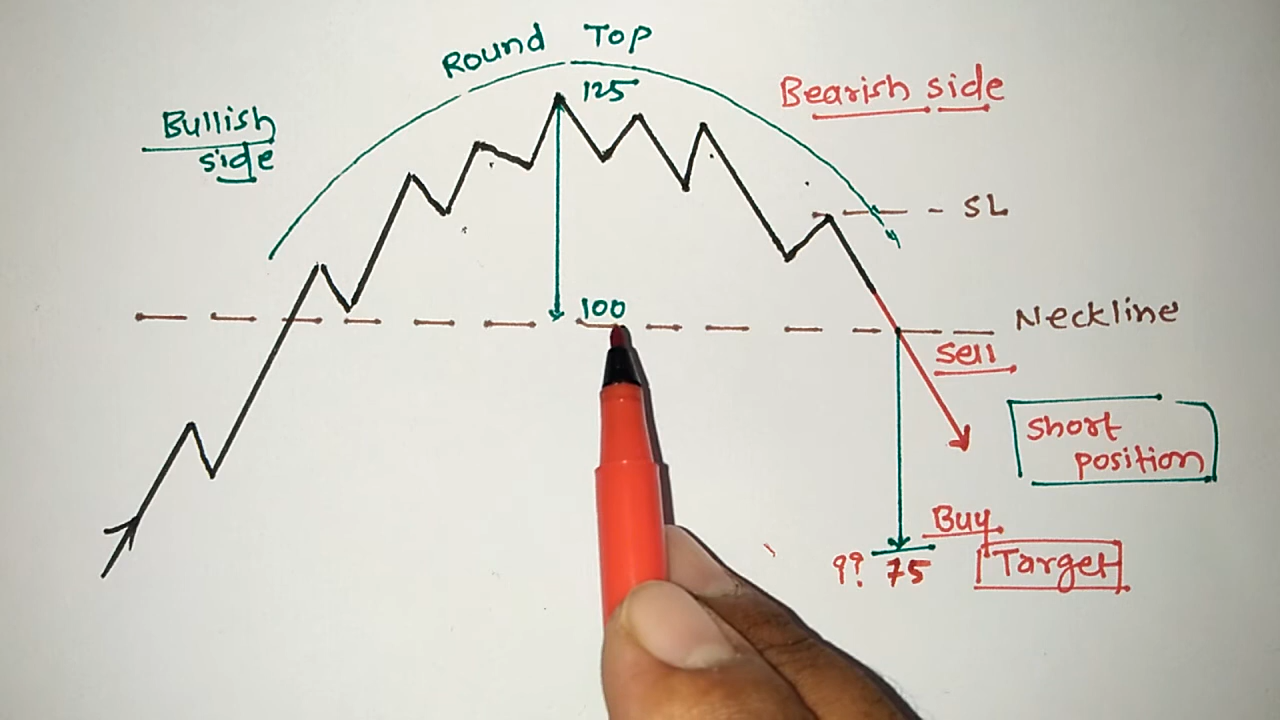 Round Top
125
Bearish side
Bullish
side
SL
100
Neckline
Sell
Short
position
Buy
?? 75
Target